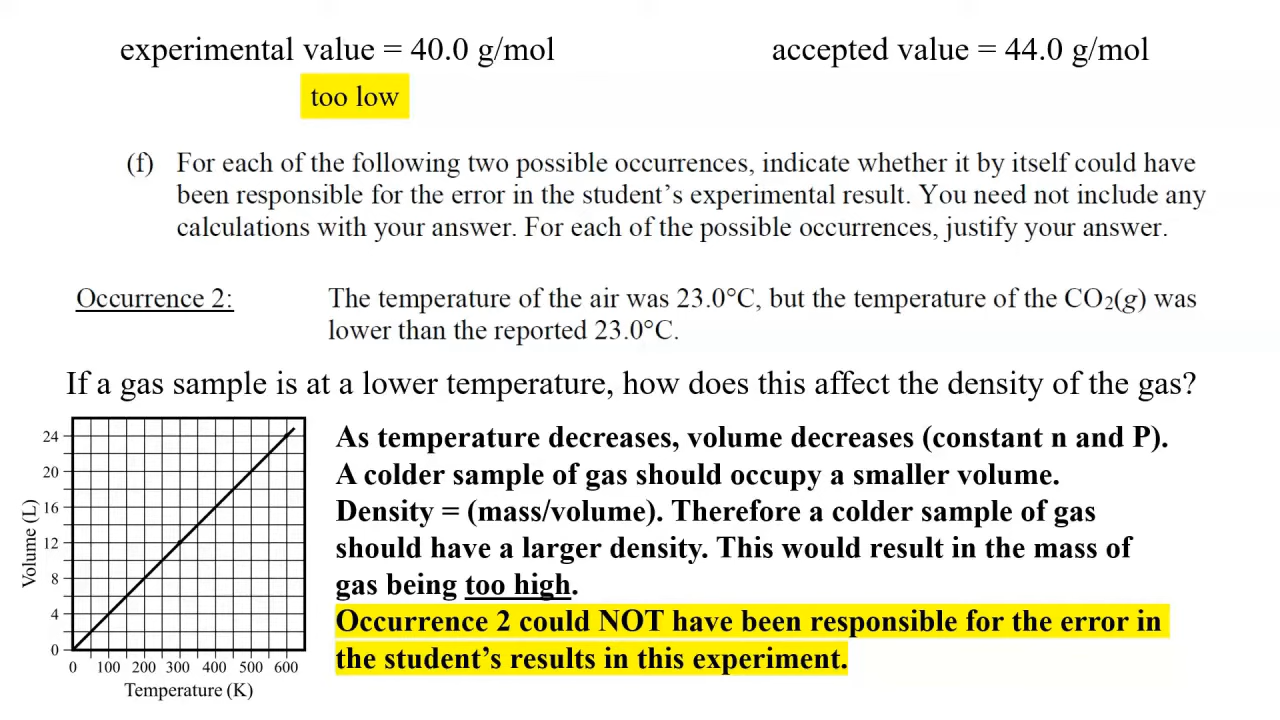 experimental value = 40.0 g/mol
accepted value = 44.0 g/mol
too low
(f) For each of the following two possible occurrences, indicate whether it by itself could have
been responsible for the error in the student's experimental result. You need not include any
calculations with your answer. For each of the possible occurrences, justify your answer.
Occurrence 2: The temperature of the air was 23.0°C, but the temperature of the CO₂(g) was
lower than the reported 23.0°C.
If a gas sample is at a lower temperature, how does this affect the density of the gas?
As temperature decreases, volume decreases (constant n and P).
A colder sample of gas should occupy a smaller volume.
Density = (mass/volume). Therefore a colder sample of gas
should have a larger density. This would result in the mass of
gas being too high.
Occurrence 2 could NOT have been responsible for the error in
the student's results in this experiment.
Volume (L)
24
20
16
12
8
4
0
0 100 200 300 400 500 600
Temperature (K)